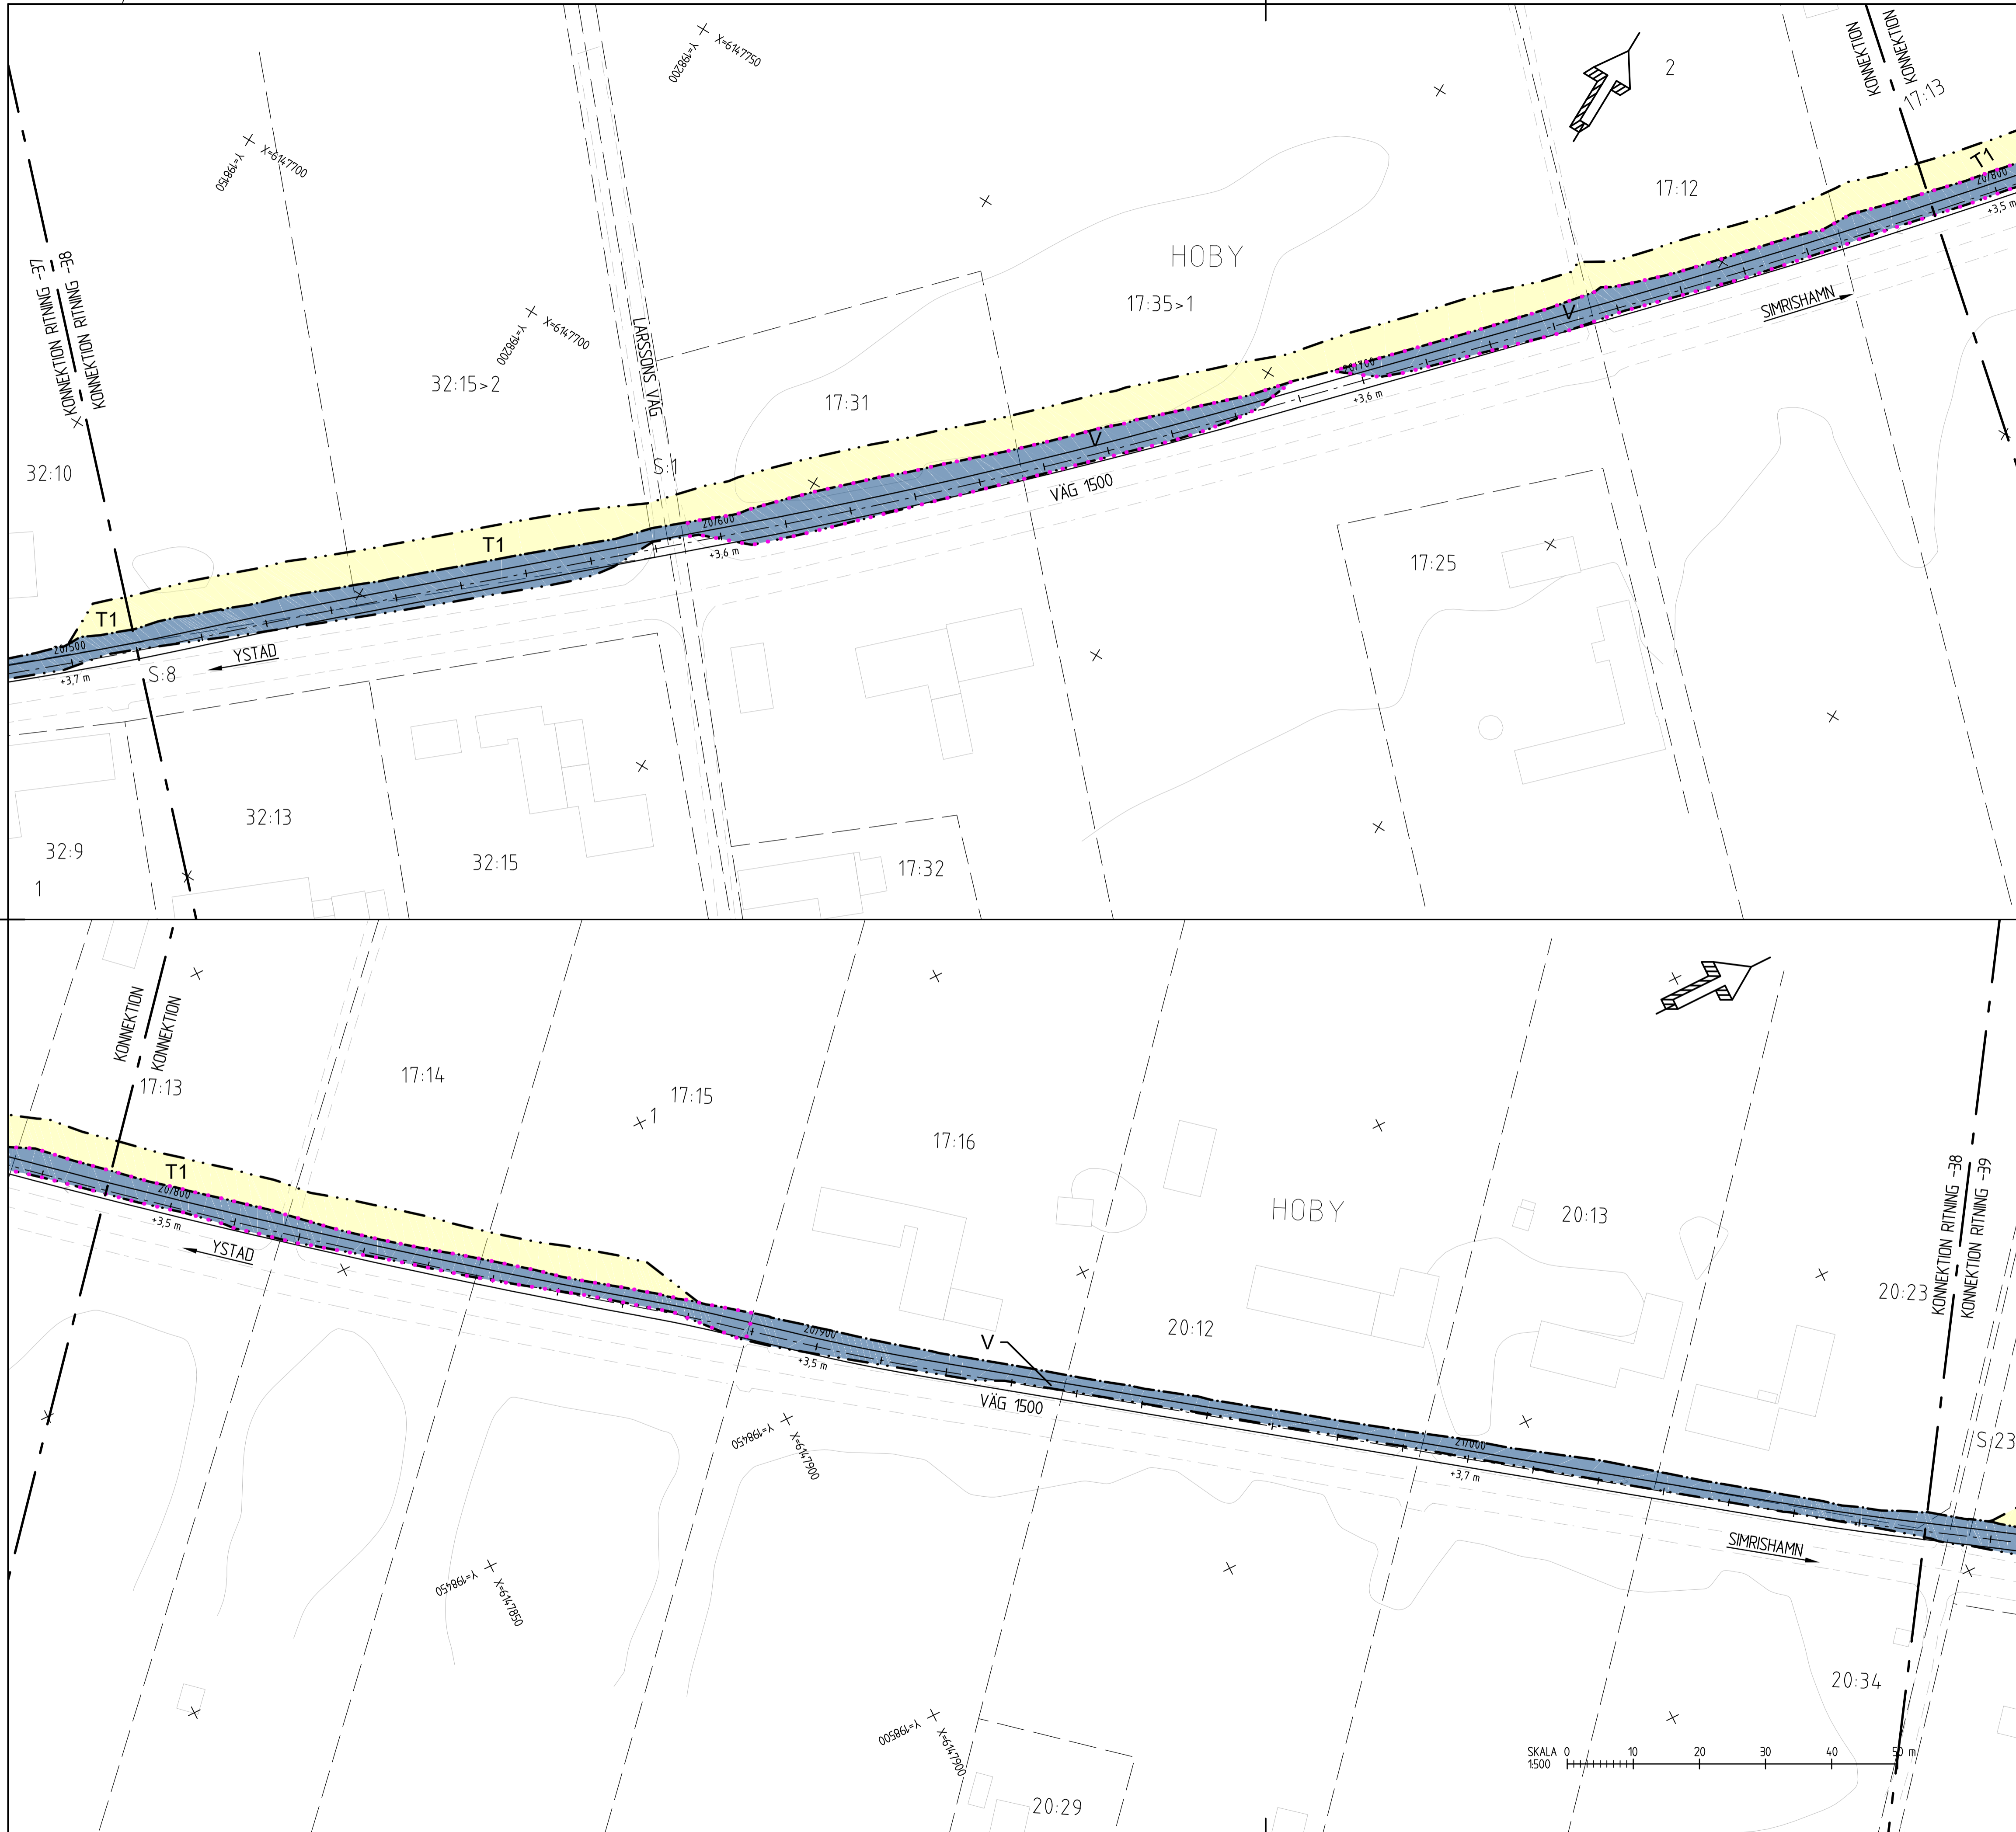 Y=198200
X=6147750
Y=198150
X=6147700
Y=198200
X=6147700
KONNEKTION
KONNEKTION
17:13
2
17:12
T1
20/800
+3,5 m
KONNEKTION RITNING -37
KONNEKTION RITNING -38
LARSSONS VÄG
HOBY
17:35>1
SIMRISHAMN
V
32:15>2
17:31
20/700
+3,6 m
32:10
S:1
V
VÄG 1500
20/600
+3,6 m
T1
17:25
T1
20/500
+3,7 m
YSTAD
S:8
32:13
32:9
1
32:15
17:32
KONNEKTION
KONNEKTION
17:13
17:14
17:15
1
17:16
T1
20/800
+3,5 m
YSTAD
HOBY
20:13
KONNEKTION RITNING -38
KONNEKTION RITNING -39
20:23
20:12
20/900
+3,5 m
V
VÄG 1500
Y=198450
X=6147900
21/000
+3,7 m
S:23
SIMRISHAMN
Y=198450
X=6147850
20:34
Y=198500
X=6147900
SKALA 0 10 20 30 40 50 m
1:500
20:29